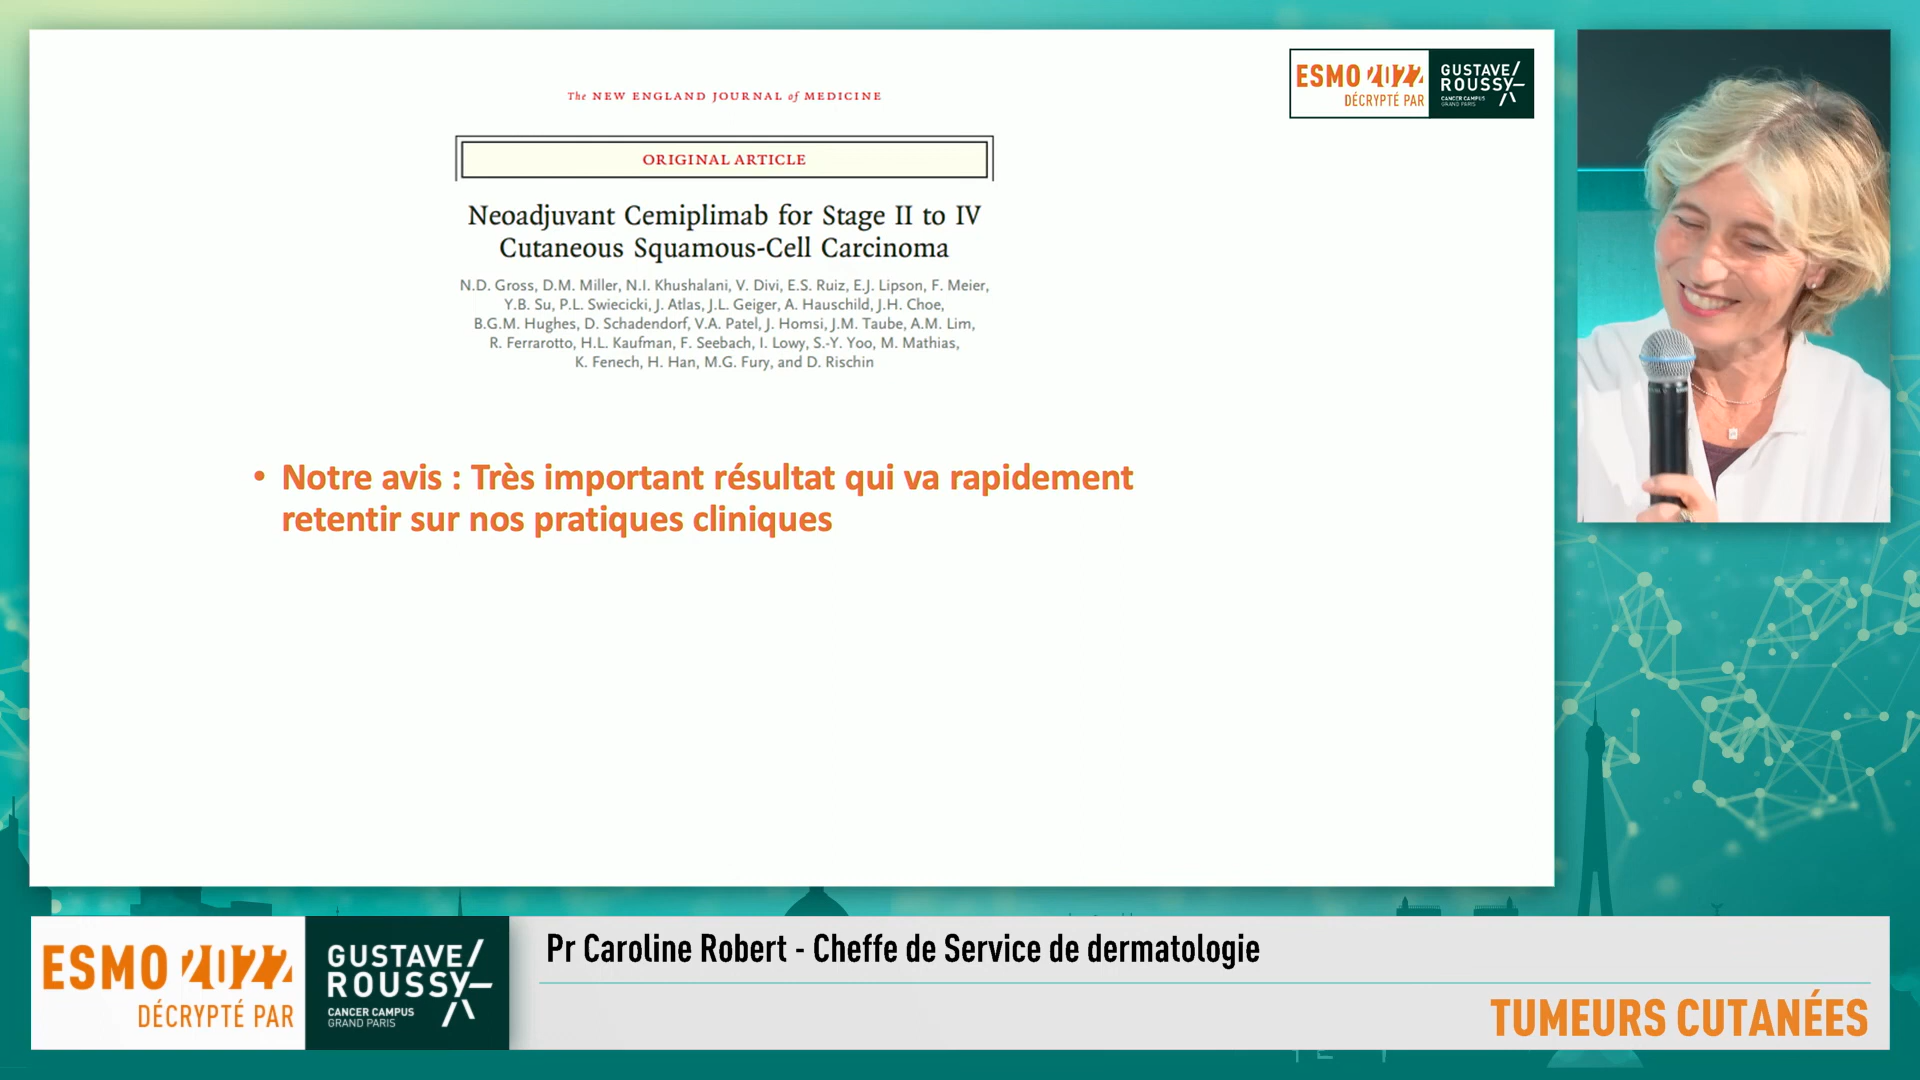 The NEW ENGLAND JOURNAL of MEDICINE
ORIGINAL ARTICLE
Neoadjuvant Cemiplimab for Stage II to IV
Cutaneous Squamous-Cell Carcinoma
N.D. Gross, D.M. Miller, N.I. Khushalani, V. Divi, E.S. Ruiz, E.J. Lipson, F. Meier,
Y.B. Su, P.L. Swiecicki, J. Atlas, J.L. Geiger, A. Hauschild, J.H. Choe,
B.G.M. Hughes, D. Schadendorf, V.A. Patel, J. Homsi, J.M. Taube, A.M. Lim,
R. Ferrarotto, H.L. Kaufman, F. Seebach, I. Lowy, S.-Y. Yoo, M. Mathias,
K. Fenech, H. Han, M.G. Fury, and D. Rischin
• Notre avis : Très important résultat qui va rapidement
retentir sur nos pratiques cliniques
ESMO 2022
DÉCRYPTÉ PAR
GUSTAVE/
ROUSSY
CANCER CAMPUS
GRAND PARIS
ESMO 2022
DÉCRYPTÉ PAR
GUSTAVE/
ROUSSY
CANCER CAMPUS
GRAND PARIS
Pr Caroline Robert - Cheffe de Service de dermatologie
TUMEURS CUTANÉES